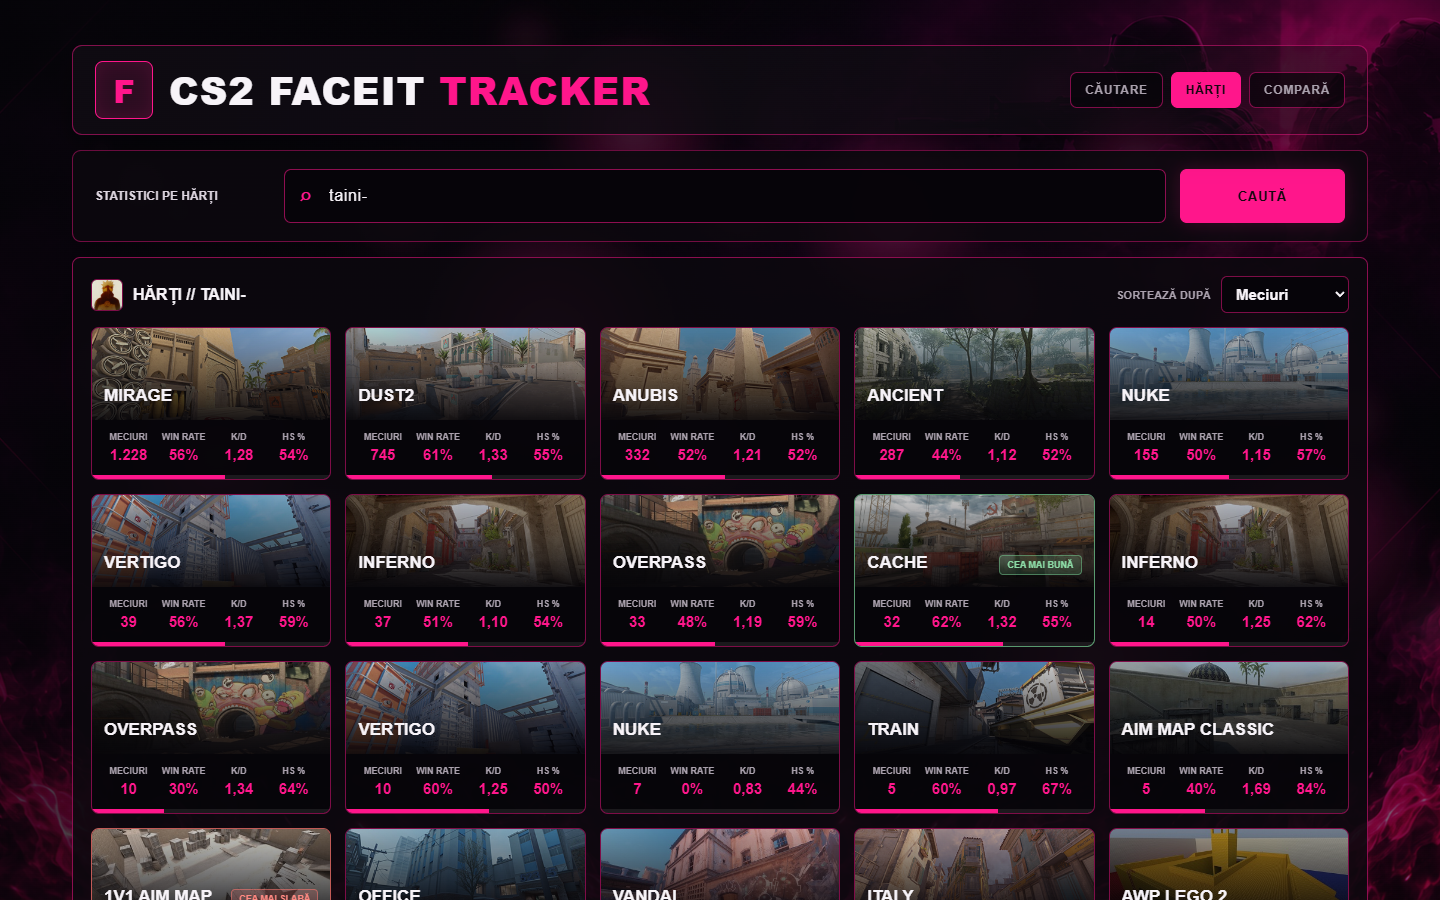 F CS2 FACEIT TRACKER CĂUTARE HĂRȚI COMPARĂ
STATISTICI PE HĂRȚI taini- CAUTĂ
HĂRȚI // TAINI- SORTEAZĂ DUPĂ Meciuri
MIRAGE DUST2 ANUBIS ANCIENT NUKE
MECIURI WIN RATE K/D HS % MECIURI WIN RATE K/D HS % MECIURI WIN RATE K/D HS % MECIURI WIN RATE K/D HS % MECIURI WIN RATE K/D HS %
1.228 56% 1,28 54% 745 61% 1,33 55% 332 52% 1,21 52% 287 44% 1,12 52% 155 50% 1,15 57%
VERTIGO INFERNO OVERPASS CACHE CEA MAI BUNĂ INFERNO
MECIURI WIN RATE K/D HS % MECIURI WIN RATE K/D HS % MECIURI WIN RATE K/D HS % MECIURI WIN RATE K/D HS % MECIURI WIN RATE K/D HS %
39 56% 1,37 59% 37 51% 1,10 54% 33 48% 1,19 59% 32 62% 1,32 55% 14 50% 1,25 62%
OVERPASS VERTIGO NUKE TRAIN AIM MAP CLASSIC
MECIURI WIN RATE K/D HS % MECIURI WIN RATE K/D HS % MECIURI WIN RATE K/D HS % MECIURI WIN RATE K/D HS % MECIURI WIN RATE K/D HS %
10 30% 1,34 64% 10 60% 1,25 50% 7 0% 0,83 44% 5 60% 0,97 67% 5 40% 1,69 84%
1V1 AIM MAP CEA MAI SLABĂ OFFICE VANDAL ITALY AWP LEGO 2